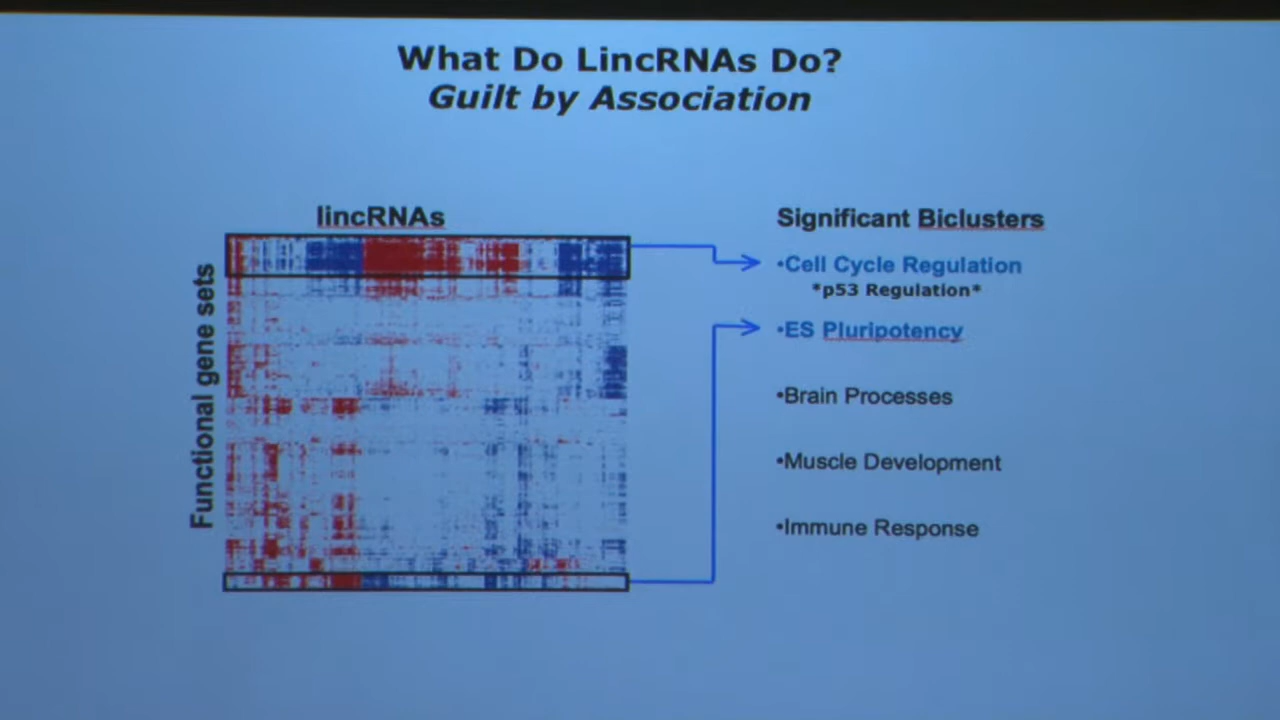 What Do LincRNAs Do?
Guilt by Association
lincRNAs
Functional gene sets
Significant Biclusters
•Cell Cycle Regulation
*p53 Regulation*
•ES Pluripotency
•Brain Processes
•Muscle Development
•Immune Response